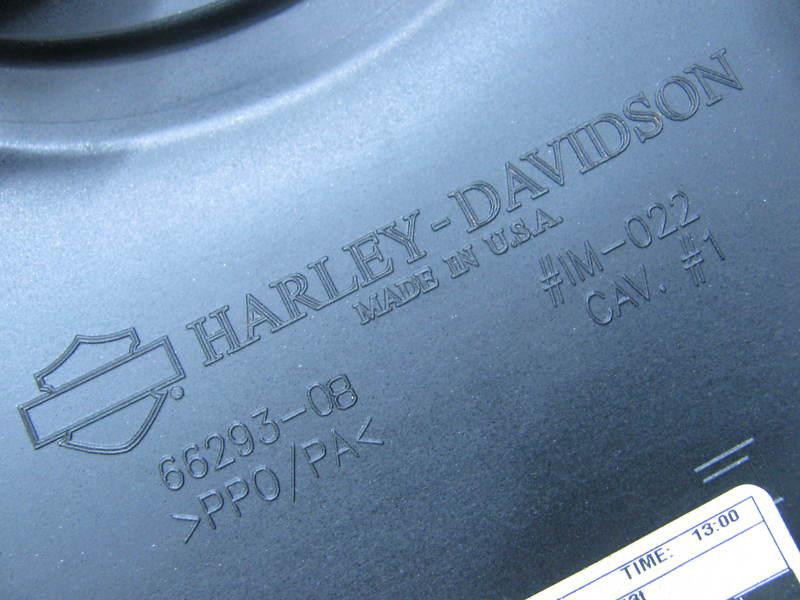 HARLEY-DAVIDSON
MADE IN U.S.A.
#IM-022
CAV. #1
66293-08
>PPO/PA<
TIME: 13:00